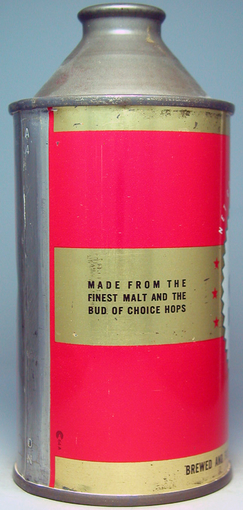 MADE FROM THE
FINEST MALT AND THE
BUD OF CHOICE HOPS
BREWED AND